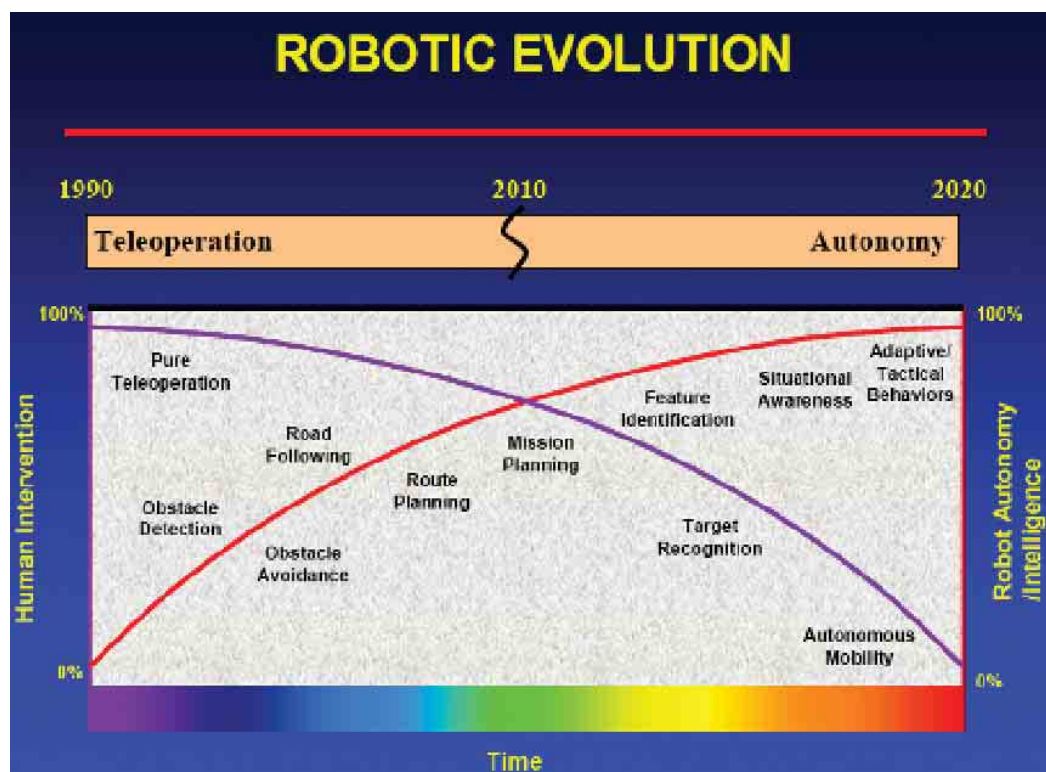 ROBOTIC EVOLUTION
1990
2010
2020
Teleoperation
Autonomy
100%
100%
Pure
Teleoperation
Adaptive/
Tactical
Behaviors
Situational
Awareness
Feature
Identification
Road
Following
Mission
Planning
Route
Planning
Obstacle
Detection
Obstacle
Avoidance
Target
Recognition
Autonomous
Mobility
Human Intervention
Robot Autonomy
/Intelligence
0%
0%
Time